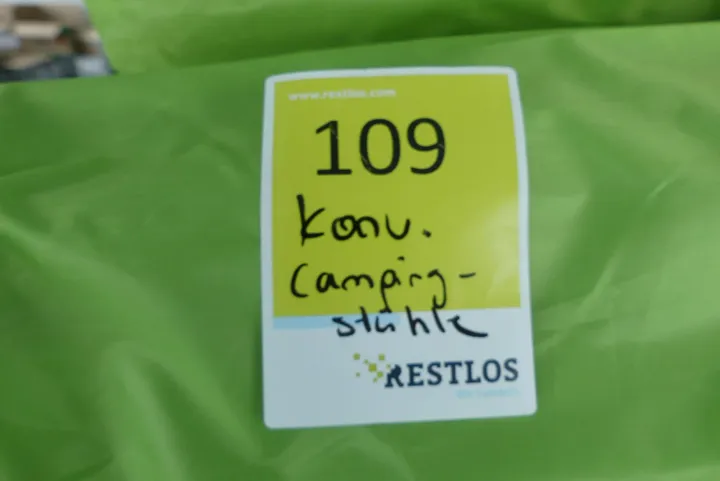 www.restlos.com
109
Konv.
Camping-
stühle
RESTLOS